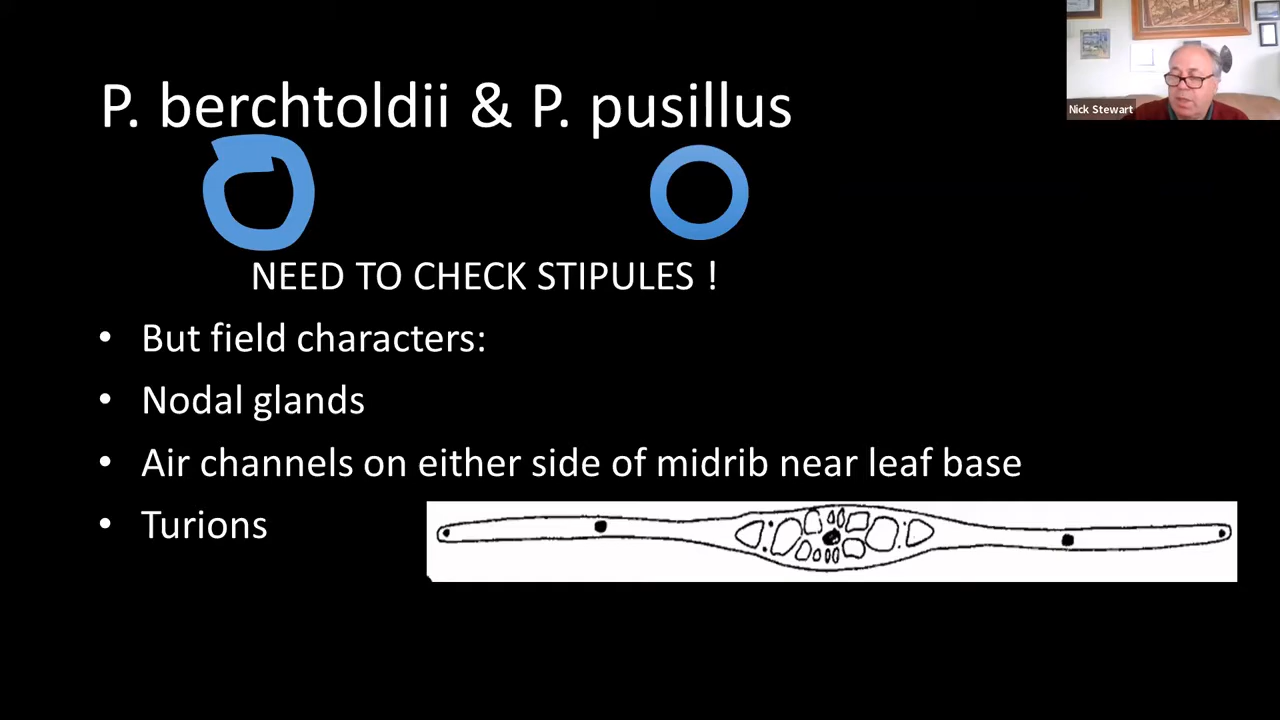 P. berchtoldii & P. pusillus
Nick Stewart
NEED TO CHECK STIPULES !
• But field characters:
• Nodal glands
• Air channels on either side of midrib near leaf base
• Turions